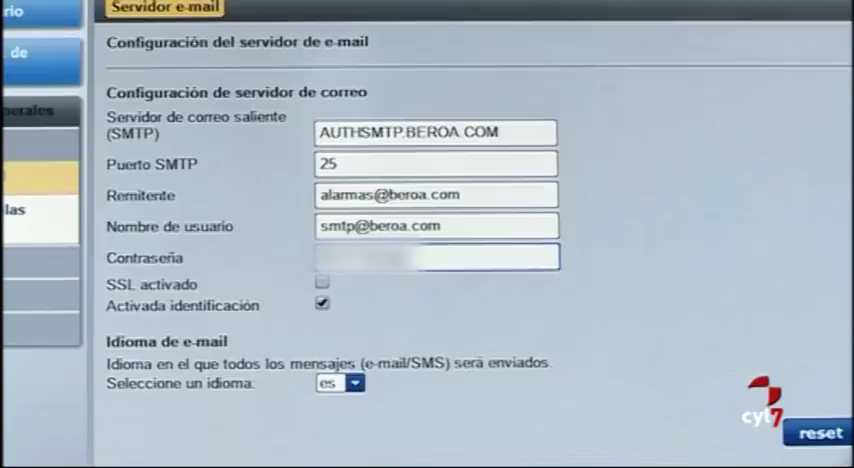 rio
Servidor e-mail
Configuración del servidor de e-mail
de
Configuración de servidor de correo
Servidor de correo saliente
(SMTP)
AUTHSMTP.BEROA.COM
Puerto SMTP
25
Remitente
alarmas@beroa.com
las
Nombre de usuario
smtp@beroa.com
Contraseña
SSL activado
Activada identificación
Idioma de e-mail
Idioma en el que todos los mensajes (e-mail/SMS) será enviados.
Seleccione un idioma:
es
cyl7
reset